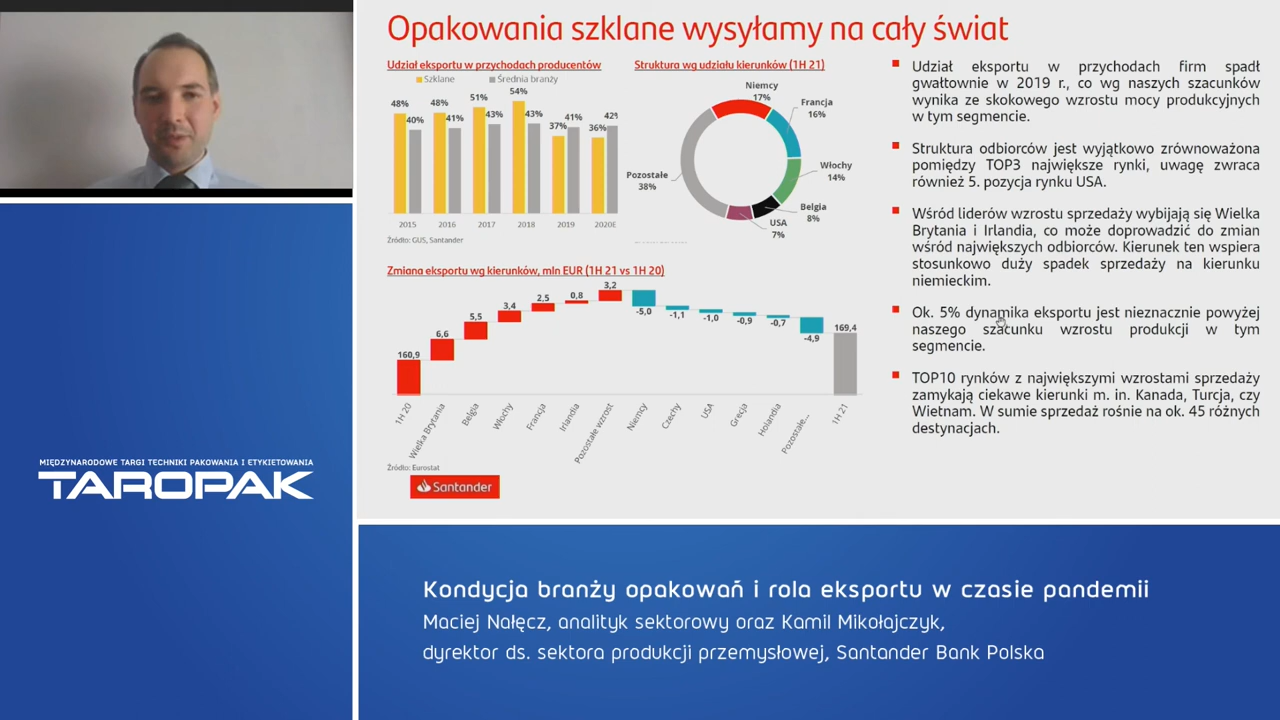 Opakowania szklane wysyłamy na cały świat
Udział eksportu w przychodach producentów
Szklane
Średnia branży
48% 40% 48% 41% 51% 43% 54% 43% 37% 41% 36% 42%
2015 2016 2017 2018 2019 2020E
Źródło: GUS, Santander
Struktura wg udziału kierunków (1H 21)
Niemcy
17%
Francja
16%
Włochy
14%
Belgia
8%
USA
7%
Pozostałe
38%
Zmiana eksportu wg kierunków, mln EUR (1H 21 vs 1H 20)
160,9 6,6 5,5 3,4 2,5 0,8 3,2 -5,0 -1,1 -1,0 -0,9 -0,7 -4,9 169,4
1H 20
Wielka Brytania
Belgia
Włochy
Francja
Irlandia
Pozostałe wzrost
Niemcy
Czechy
USA
Grecja
Holandia
Pozostałe...
1H 21
Źródło: Eurostat
Santander
Udział eksportu w przychodach firm spadł
gwałtownie w 2019 r., co wg naszych szacunków
wynika ze skokowego wzrostu mocy produkcyjnych
w tym segmencie.
Struktura odbiorców jest wyjątkowo zrównoważona
pomiędzy TOP3 największe rynki, uwagę zwraca
również 5. pozycja rynku USA.
Wśród liderów wzrostu sprzedaży wybijają się Wielka
Brytania i Irlandia, co może doprowadzić do zmian
wśród największych odbiorców. Kierunek ten wspiera
stosunkowo duży spadek sprzedaży na kierunku
niemieckim.
Ok. 5% dynamika eksportu jest nieznacznie powyżej
naszego szacunku wzrostu produkcji w tym
segmencie.
TOP10 rynków z największymi wzrostami sprzedaży
zamykają ciekawe kierunki m. in. Kanada, Turcja, czy
Wietnam. W sumie sprzedaż rośnie na ok. 45 różnych
destynacjach.
MIĘDZYNARODOWE TARGI TECHNIKI PAKOWANIA I ETYKIETOWANIA
TAROPAK
Kondycja branży opakowań i rola eksportu w czasie pandemii
Maciej Nałęcz, analityk sektorowy oraz Kamil Mikołajczyk,
dyrektor ds. sektora produkcji przemysłowej, Santander Bank Polska